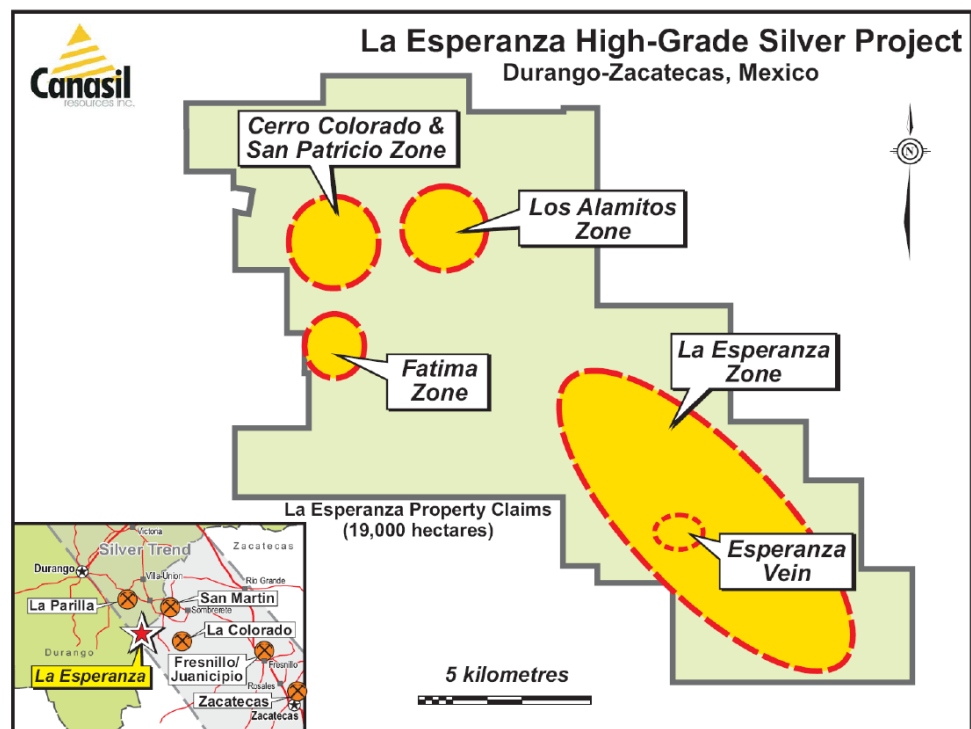 La Esperanza High-Grade Silver Project
Durango-Zacatecas, Mexico
Canasil
resources inc.
N
Cerro Colorado &
San Patricio Zone
Los Alamitos
Zone
Fatima
Zone
La Esperanza
Zone
Esperanza
Vein
La Esperanza Property Claims
(19,000 hectares)
5 kilometres
Victoria
Silver Trend
Zacatecas
Durango
Villa-Union
Rio Grande
La Parilla
San Martin
Sombrerete
La Colorado
Durango
Fresnillo/
Juanicipio
Fresnillo
La Esperanza
Rosales
Zacatecas
Zacatecas